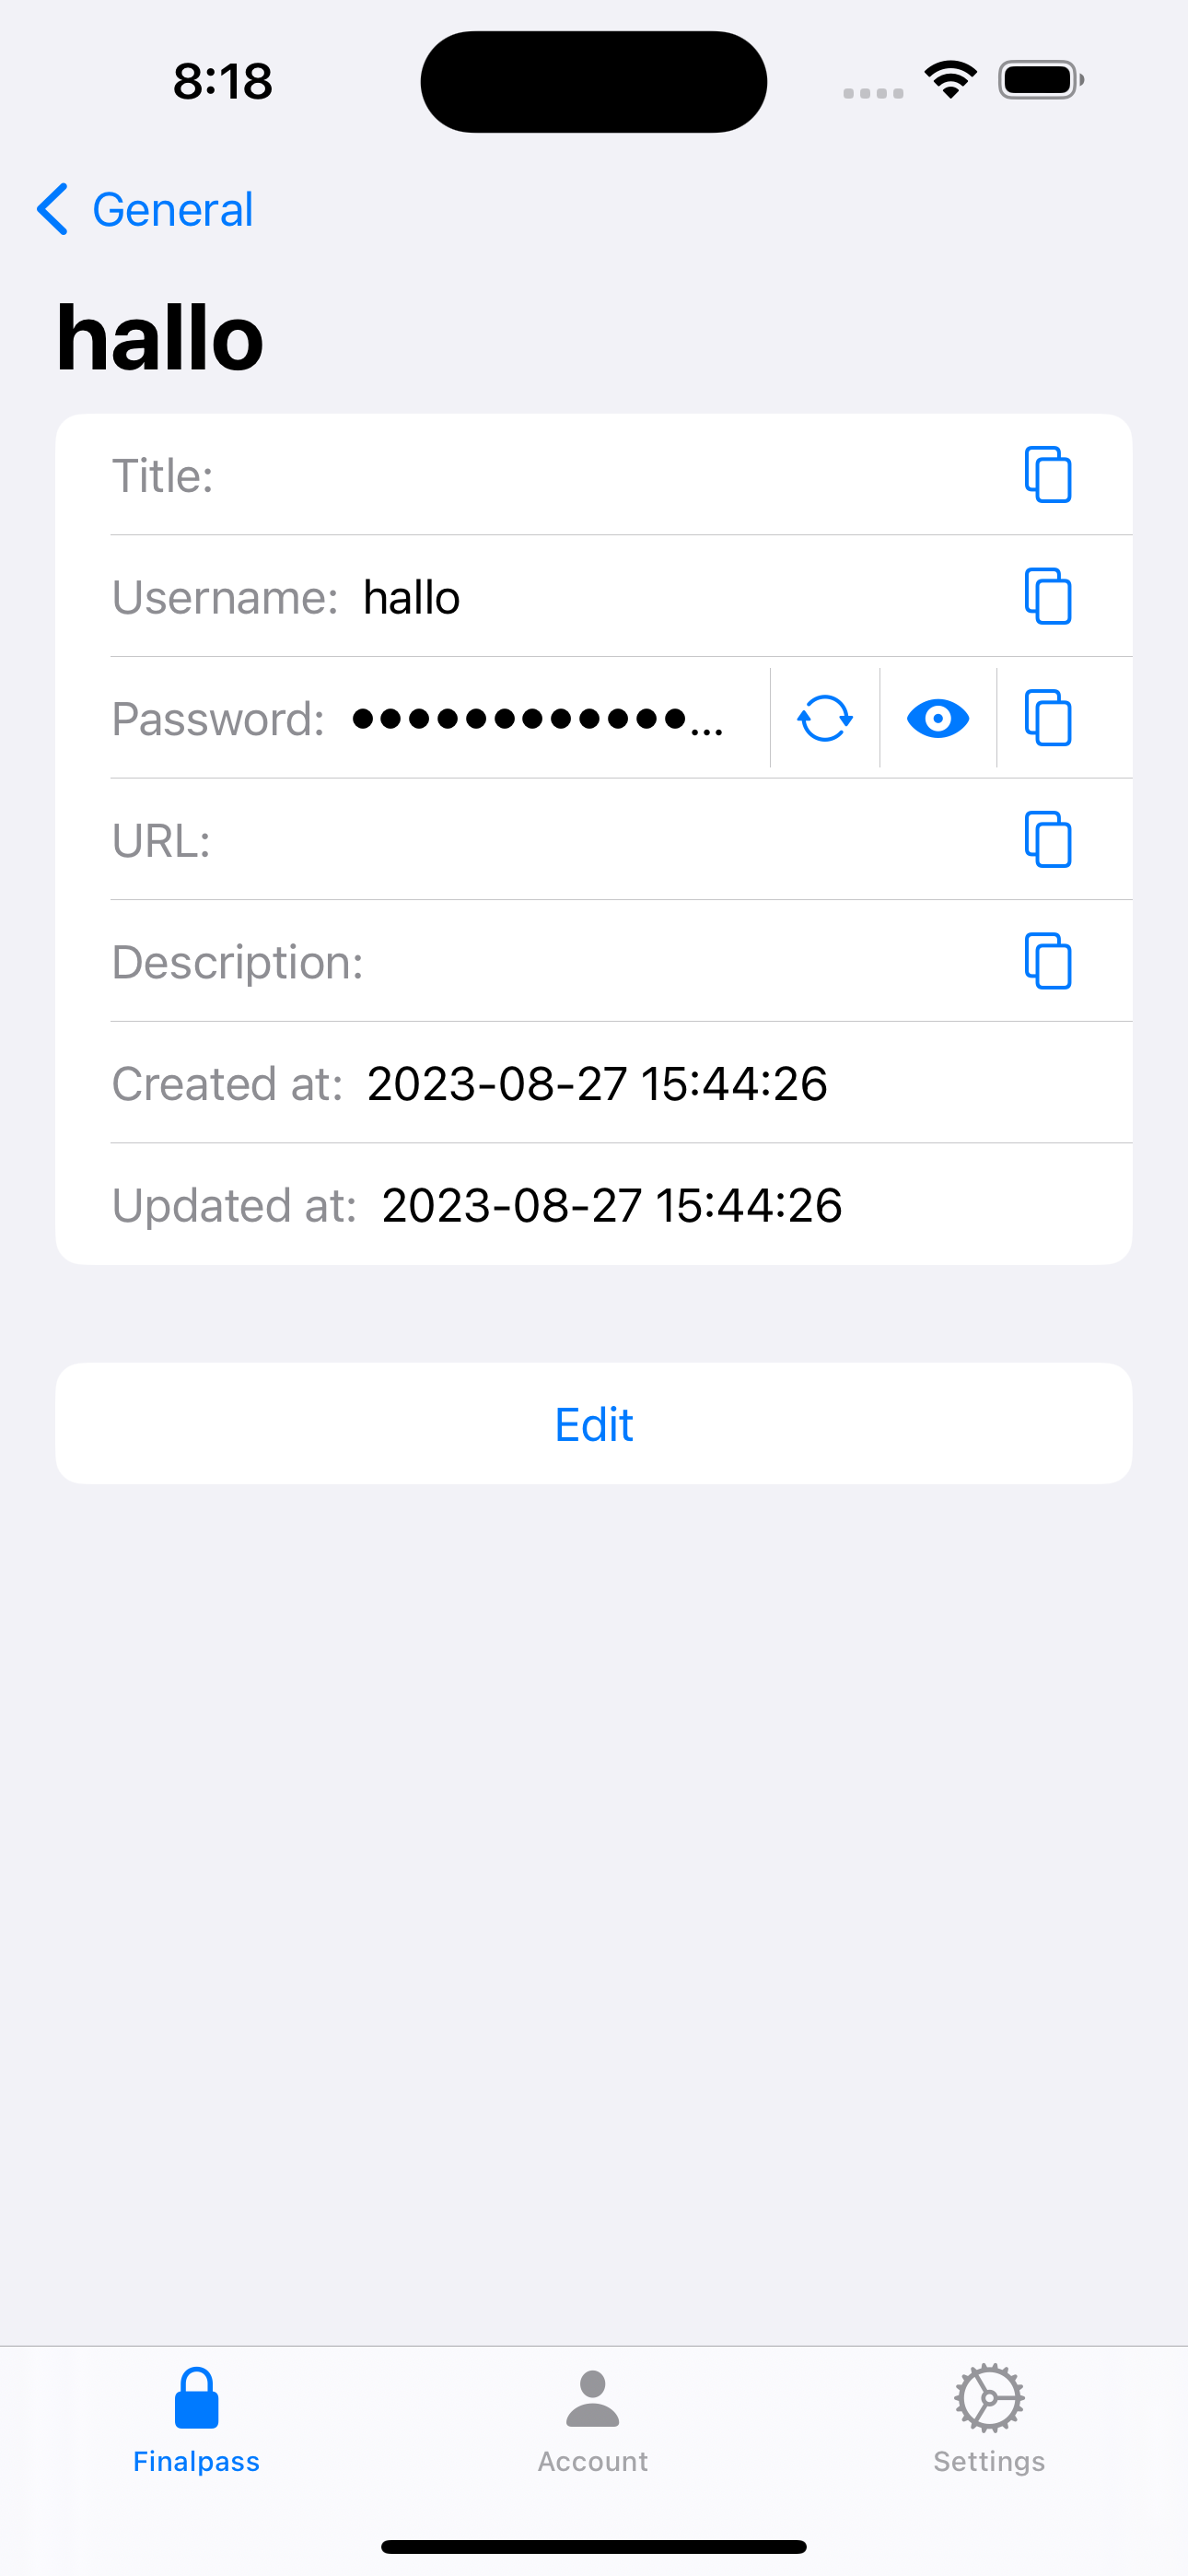 8:18
General
hallo
Title:
Username: hallo
Password: ●●●●●●●●●●●●...
URL:
Description:
Created at: 2023-08-27 15:44:26
Updated at: 2023-08-27 15:44:26
Edit
Finalpass Account Settings